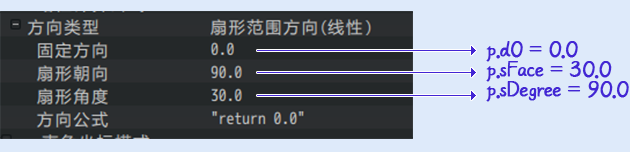 方向类型 扇形范围方向(线性)
固定方向 0.0 p.d0 = 0.0
扇形朝向 90.0 p.sFace = 30.0
扇形角度 30.0 p.sDegree = 90.0
方向公式 "return 0.0"